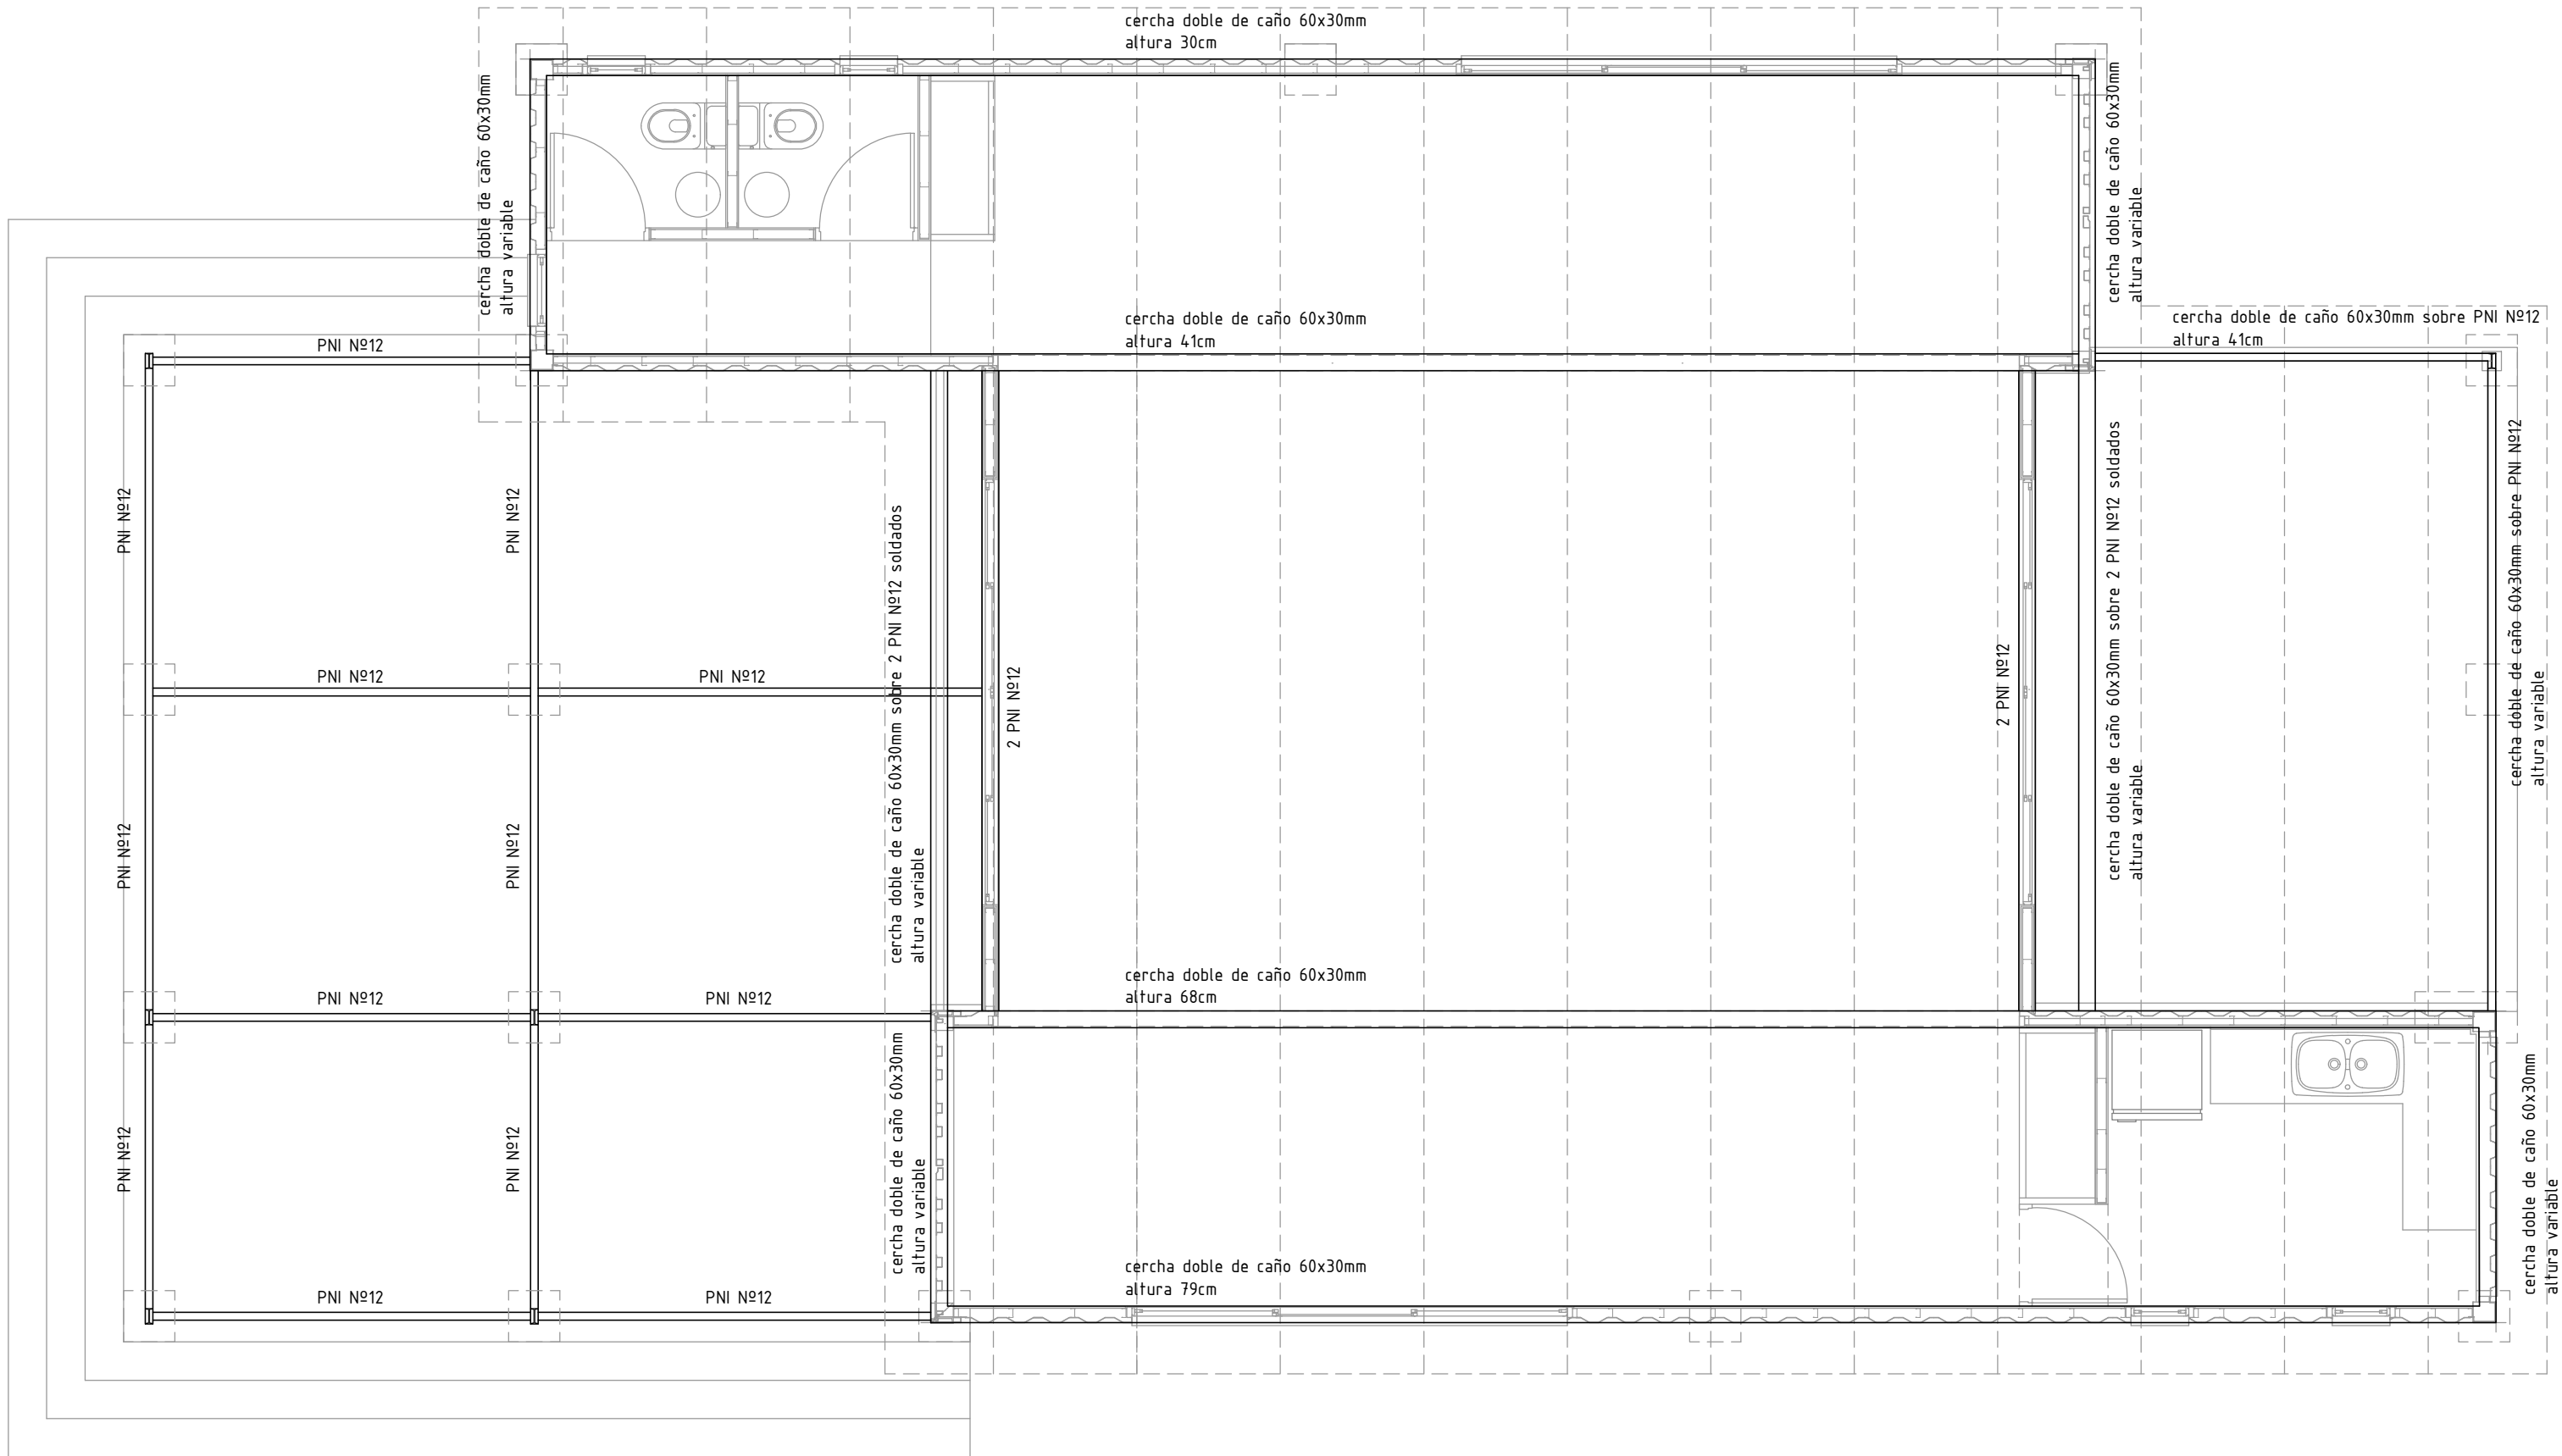 cercha doble de caño 60x30mm
altura 30cm
cercha doble de caño 60x30mm
altura variable
cercha doble de caño 60x30mm
altura variable
cercha doble de caño 60x30mm
altura 41cm
cercha doble de caño 60x30mm sobre PNI Nº12
altura 41cm
PNI Nº12
PNI Nº12
PNI Nº12
cercha doble de caño 60x30mm sobre 2 PNI Nº12 soldados
altura variable
2 PNI Nº12
2 PNI Nº12
cercha doble de caño 60x30mm sobre 2 PNI Nº12 soldados
altura variable
cercha doble de caño 60x30mm sobre PNI Nº12
altura variable
PNI Nº12
PNI Nº12
PNI Nº12
PNI Nº12
PNI Nº12
PNI Nº12
cercha doble de caño 60x30mm
altura 68cm
PNI Nº12
PNI Nº12
cercha doble de caño 60x30mm
altura variable
cercha doble de caño 60x30mm
altura variable
cercha doble de caño 60x30mm
altura 79cm
PNI Nº12
PNI Nº12